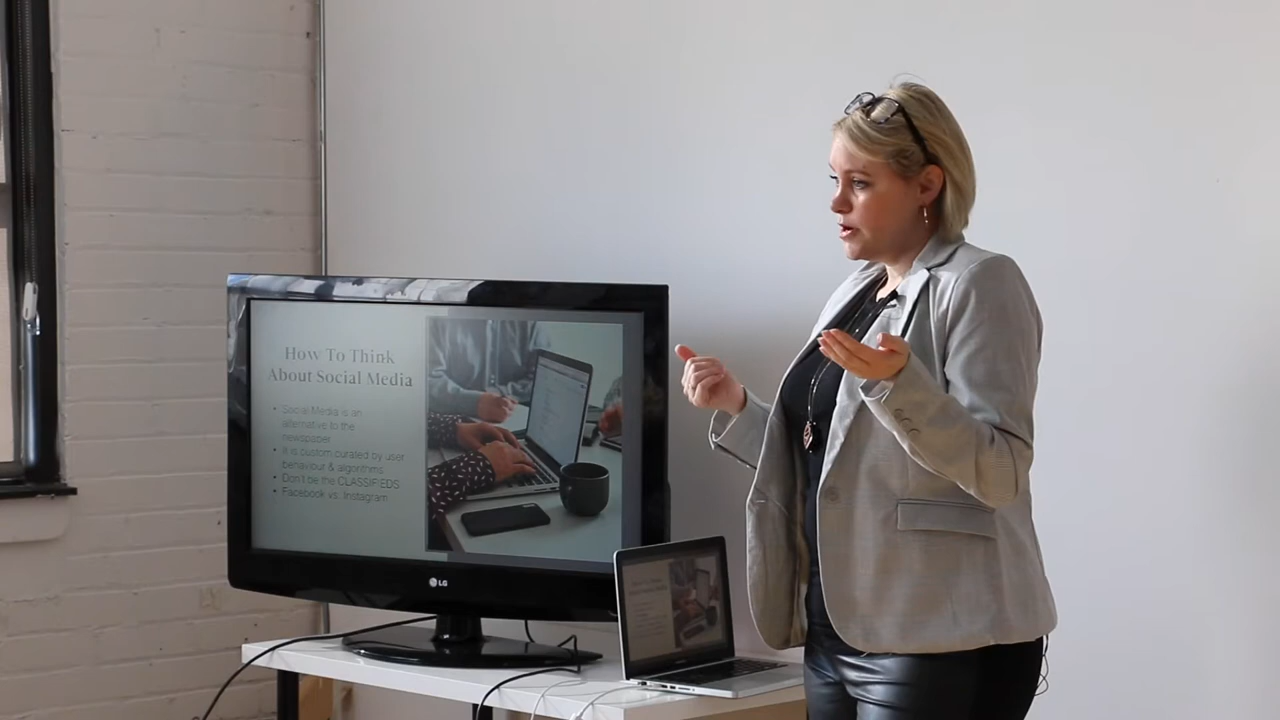 How To Think
About Social Media
• Social Media is an
alternative to the
newspaper
• It is custom curated by user
behaviour & algorithms
• Don't be the CLASSIFIEDS
• Facebook vs. Instagram
LG